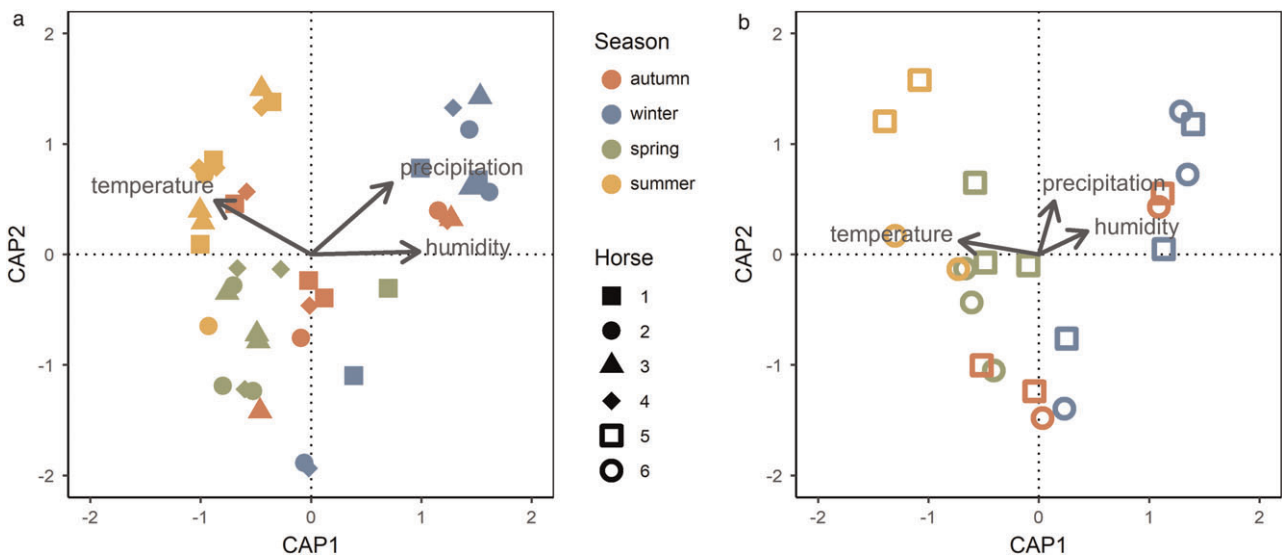 a
2
1
0
-1
-2
CAP2
-2
-1
0
1
2
CAP1
temperature
precipitation
humidity
Season
autumn
winter
spring
summer
Horse
1
2
3
4
5
6
b
2
1
0
-1
-2
-2
-1
0
1
2
CAP1
precipitation
humidity
temperature